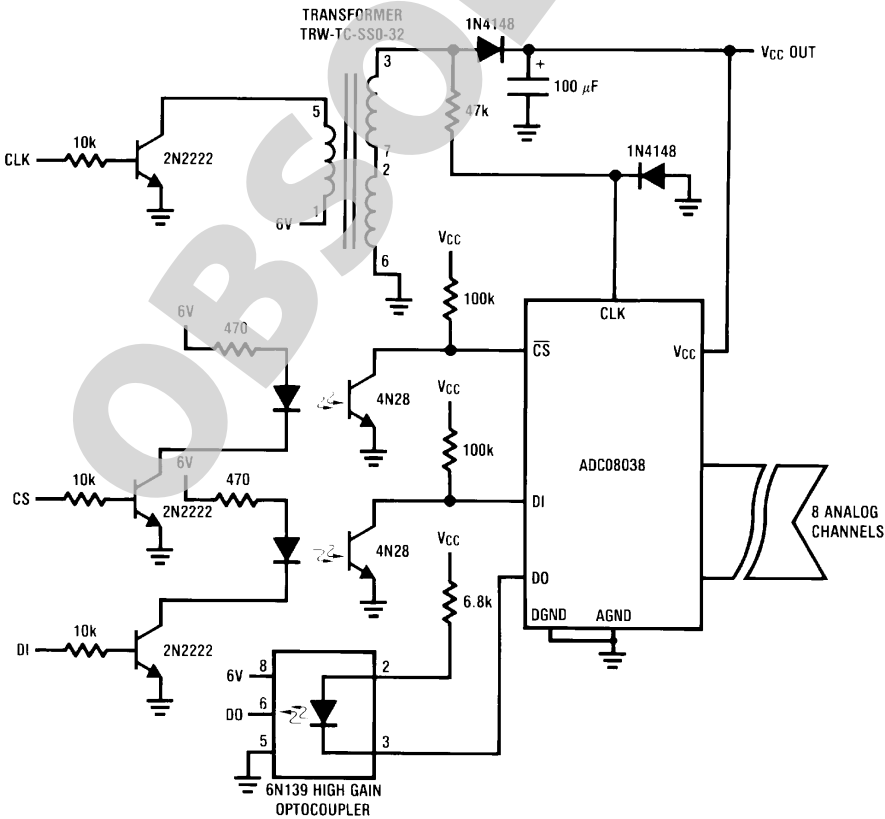 TRANSFORMER
TRW-TC-SS0-32
1N4148
3
VCC OUT
+
100 μF
47k
5
10k
CLK
2N2222
7
2
1N4148
1
6V
6
VCC
100k
CLK
6V
470
CS
VCC
4N28
VCC
100k
ADC08038
10k
6V
470
CS
2N2222
DI
8 ANALOG
CHANNELS
4N28
VCC
DO
6.8k
DGND
AGND
10k
DI
2N2222
8
2
6V
6
DO
5
3
6N139 HIGH GAIN
OPTOCOUPLER
OBSO